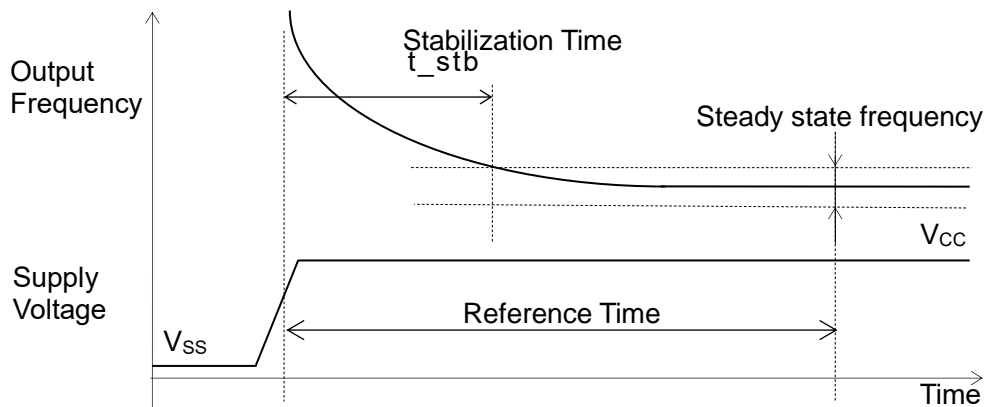 Stabilization Time
t_stb
Output
Frequency
Steady state frequency
VCC
Supply
Voltage
Reference Time
VSS
Time